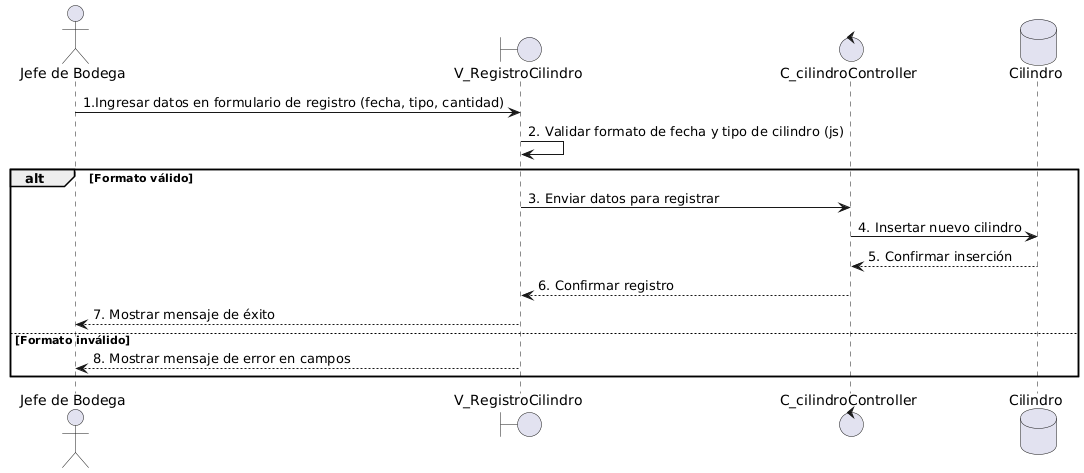 Jefe de Bodega
V_RegistroCilindro
C_cilindroController
Cilindro
1.Ingresar datos en formulario de registro (fecha, tipo, cantidad)
2. Validar formato de fecha y tipo de cilindro (js)
alt
[Formato válido]
3. Enviar datos para registrar
4. Insertar nuevo cilindro
5. Confirmar inserción
6. Confirmar registro
7. Mostrar mensaje de éxito
[Formato inválido]
8. Mostrar mensaje de error en campos
Jefe de Bodega
V_RegistroCilindro
C_cilindroController
Cilindro